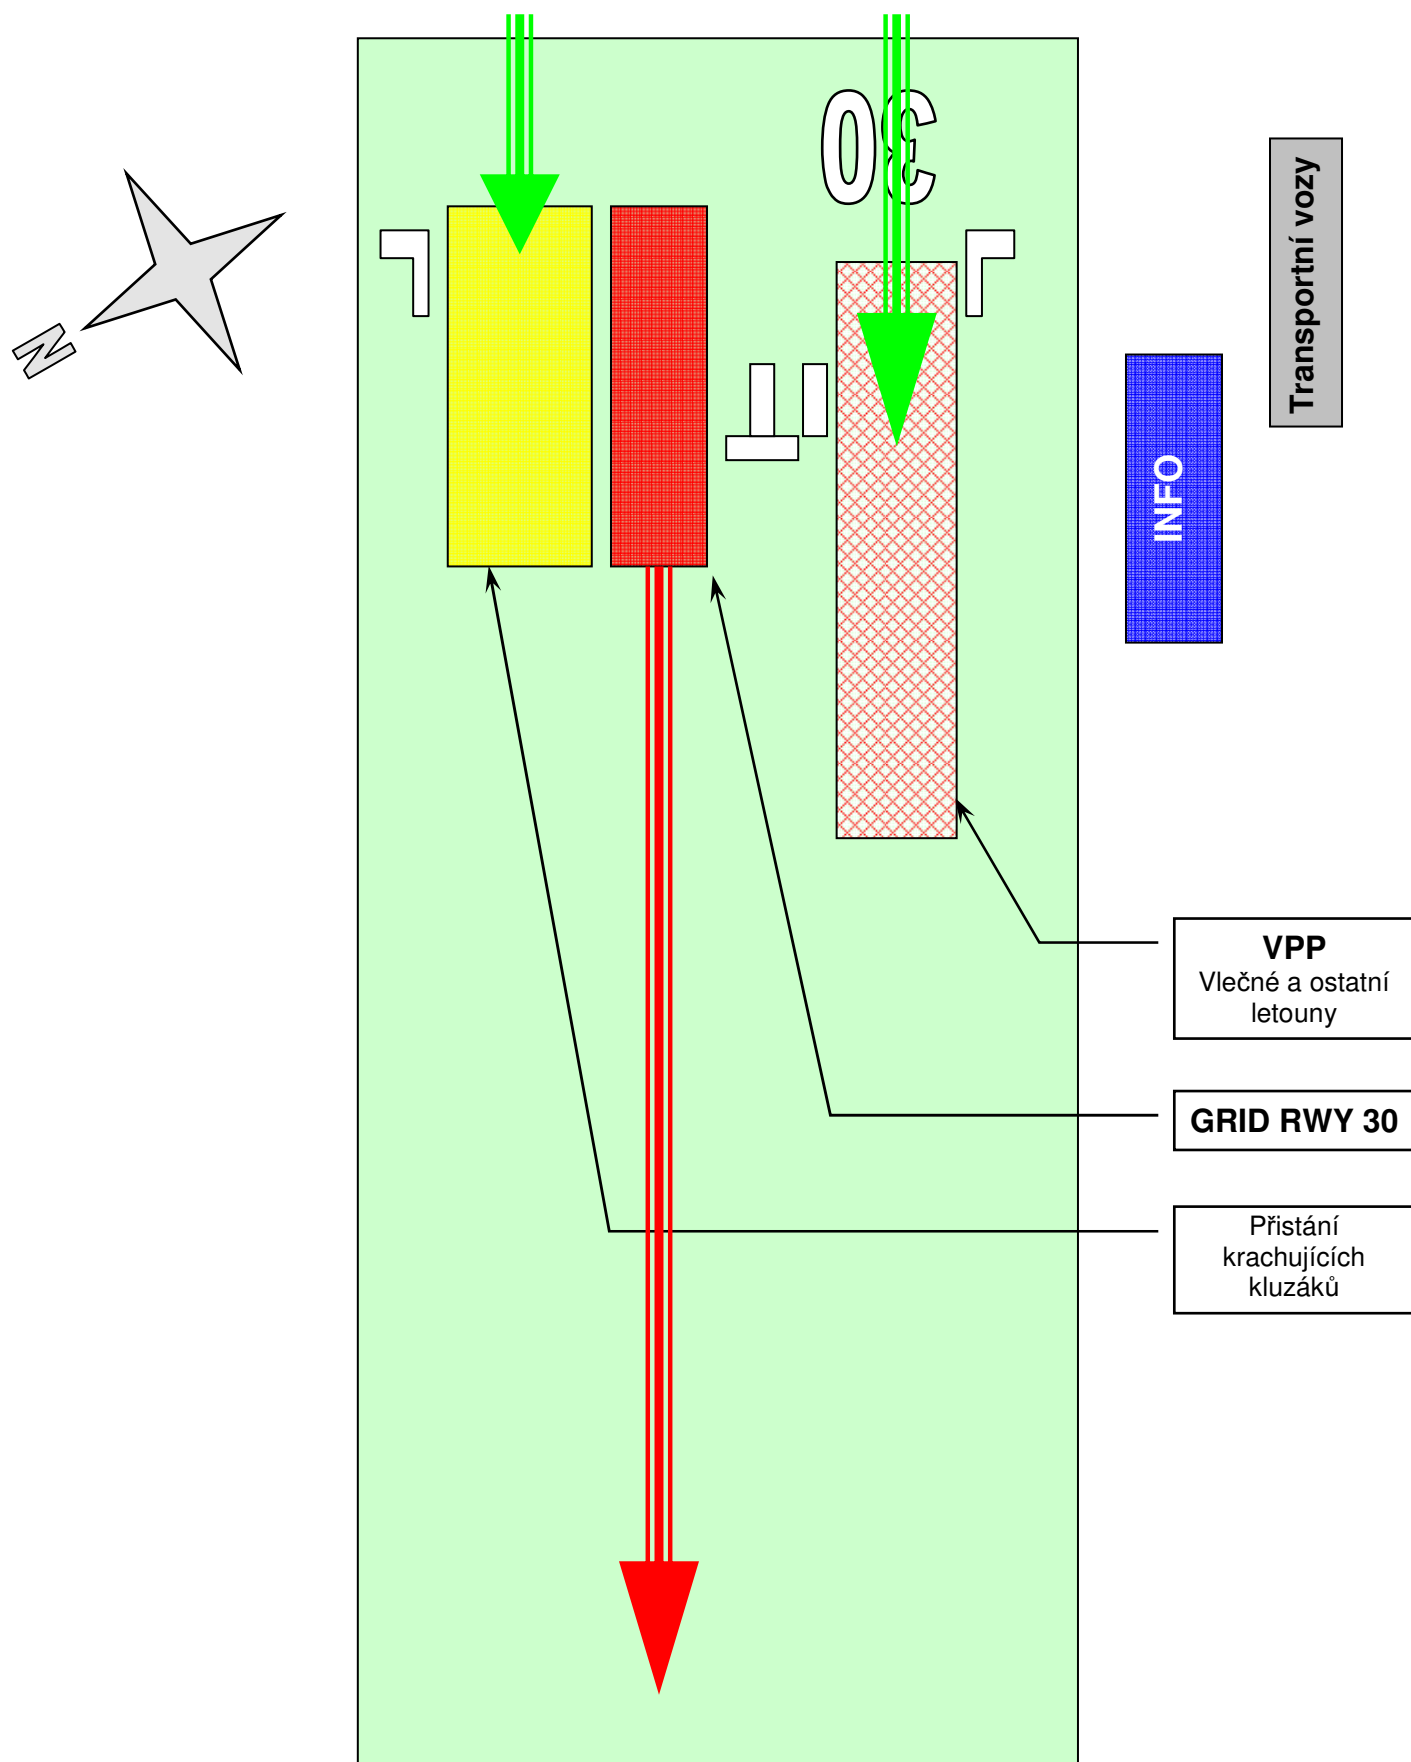 30
N
Transportní vozy
INFO
VPP
Vlečné a ostatní
letouny
GRID RWY 30
Přistání
krachujících
kluzáků